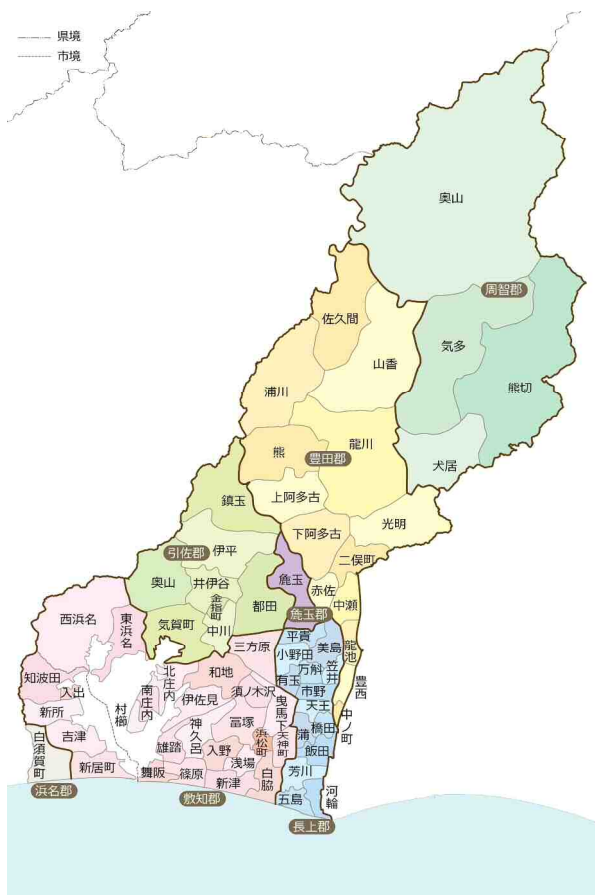 県境
市境
奥山
周智郡
佐久間
気多
山香
熊切
浦川
龍川
熊
豊田郡
犬居
鎮玉
上阿多古
光明
下阿多古
引佐郡
伊平
二俣町
麁玉
奥山
井伊谷
赤佐
中瀬
金指町
都田
麁玉郡
西浜名
東浜名
気賀町
中川
平貴
三方原
小野田
美島
龍池
万斛
笠井
知波田
北庄内
和地
有玉
豊西
入出
南庄内
伊佐見
須ノ木沢
市野
村櫛
曳馬下
天神町
天王
新所
神久呂
富塚
中ノ町
白須賀町
吉津
浜松町
蒲
橋田
雄踏
入野
飯田
新居町
舞阪
篠原
浅場
白脇
芳川
新津
浜名郡
敷知郡
五島
河輪
長上郡